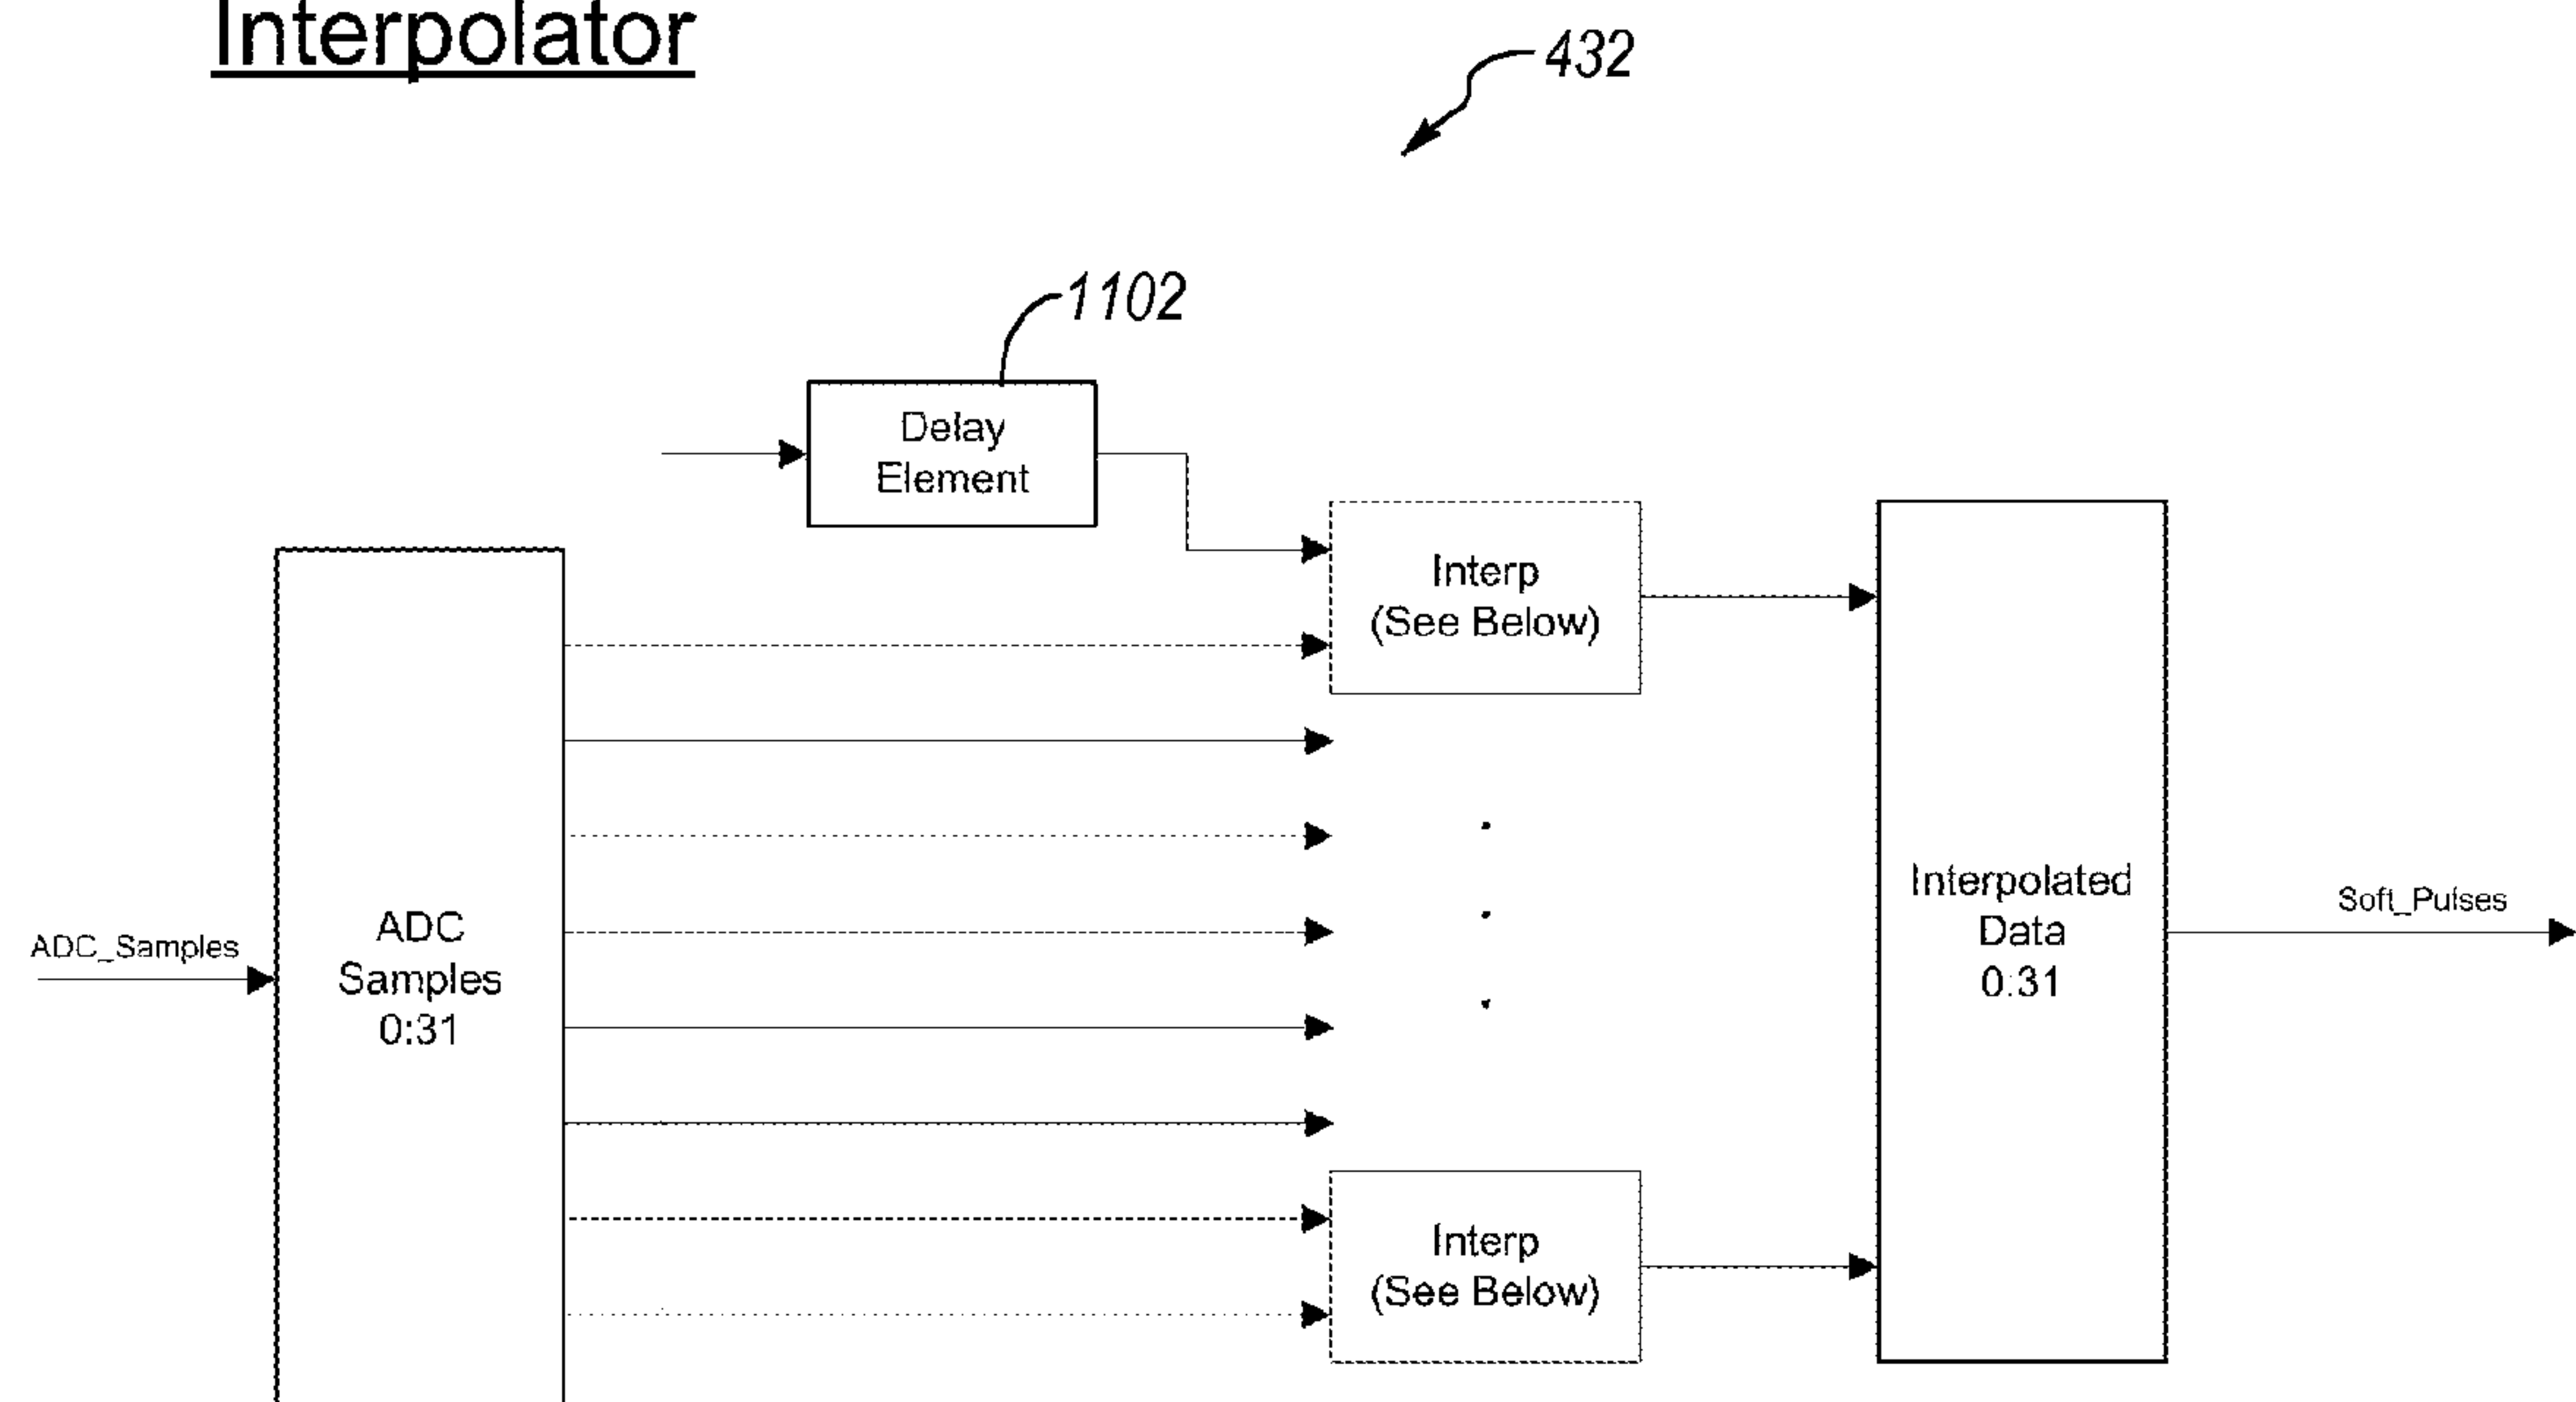 Interpolator
432
1102
Delay
Element
Interp
(See Below)
ADC_Samples
ADC
Samples
0:31
Interpolated
Data
0:31
Soft_Pulses
Interp
(See Below)